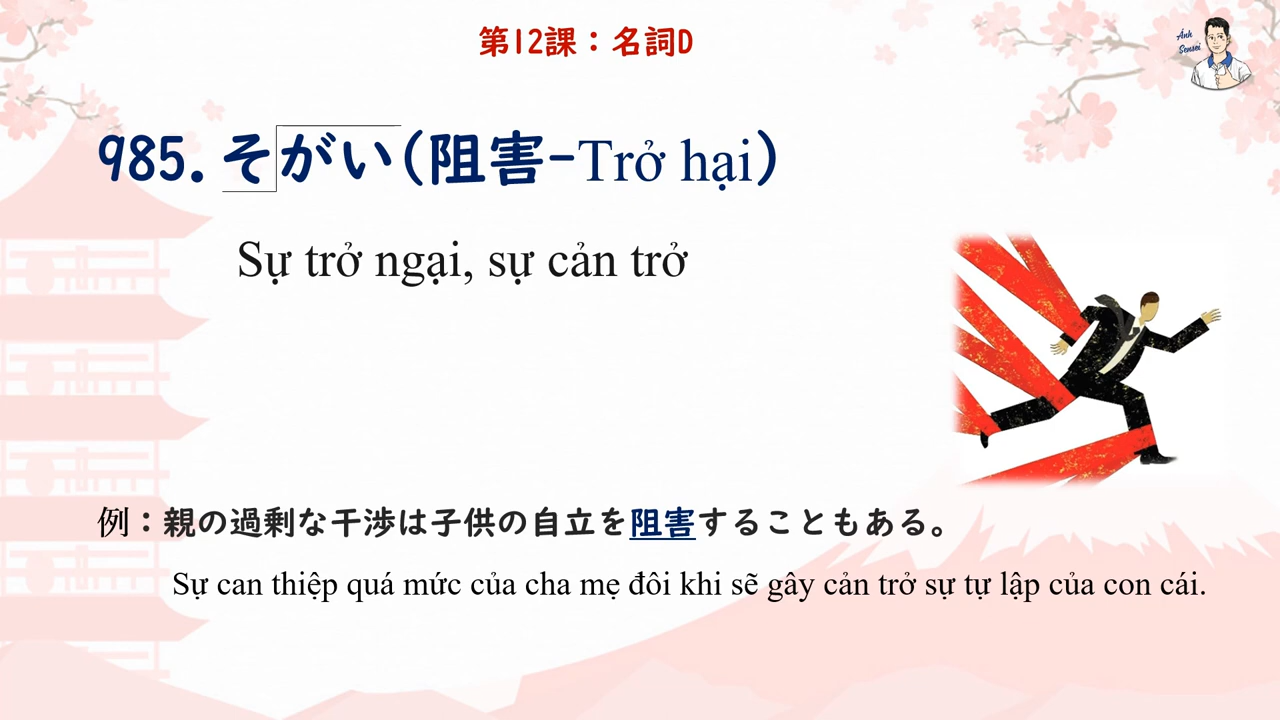 第12課：名詞D
Anh
Sensei
985. そがい(阻害-Trở hại)
Sự trở ngại, sự cản trở
例：親の過剰な干渉は子供の自立を阻害することもある。
Sự can thiệp quá mức của cha mẹ đôi khi sẽ gây cản trở sự tự lập của con cái.